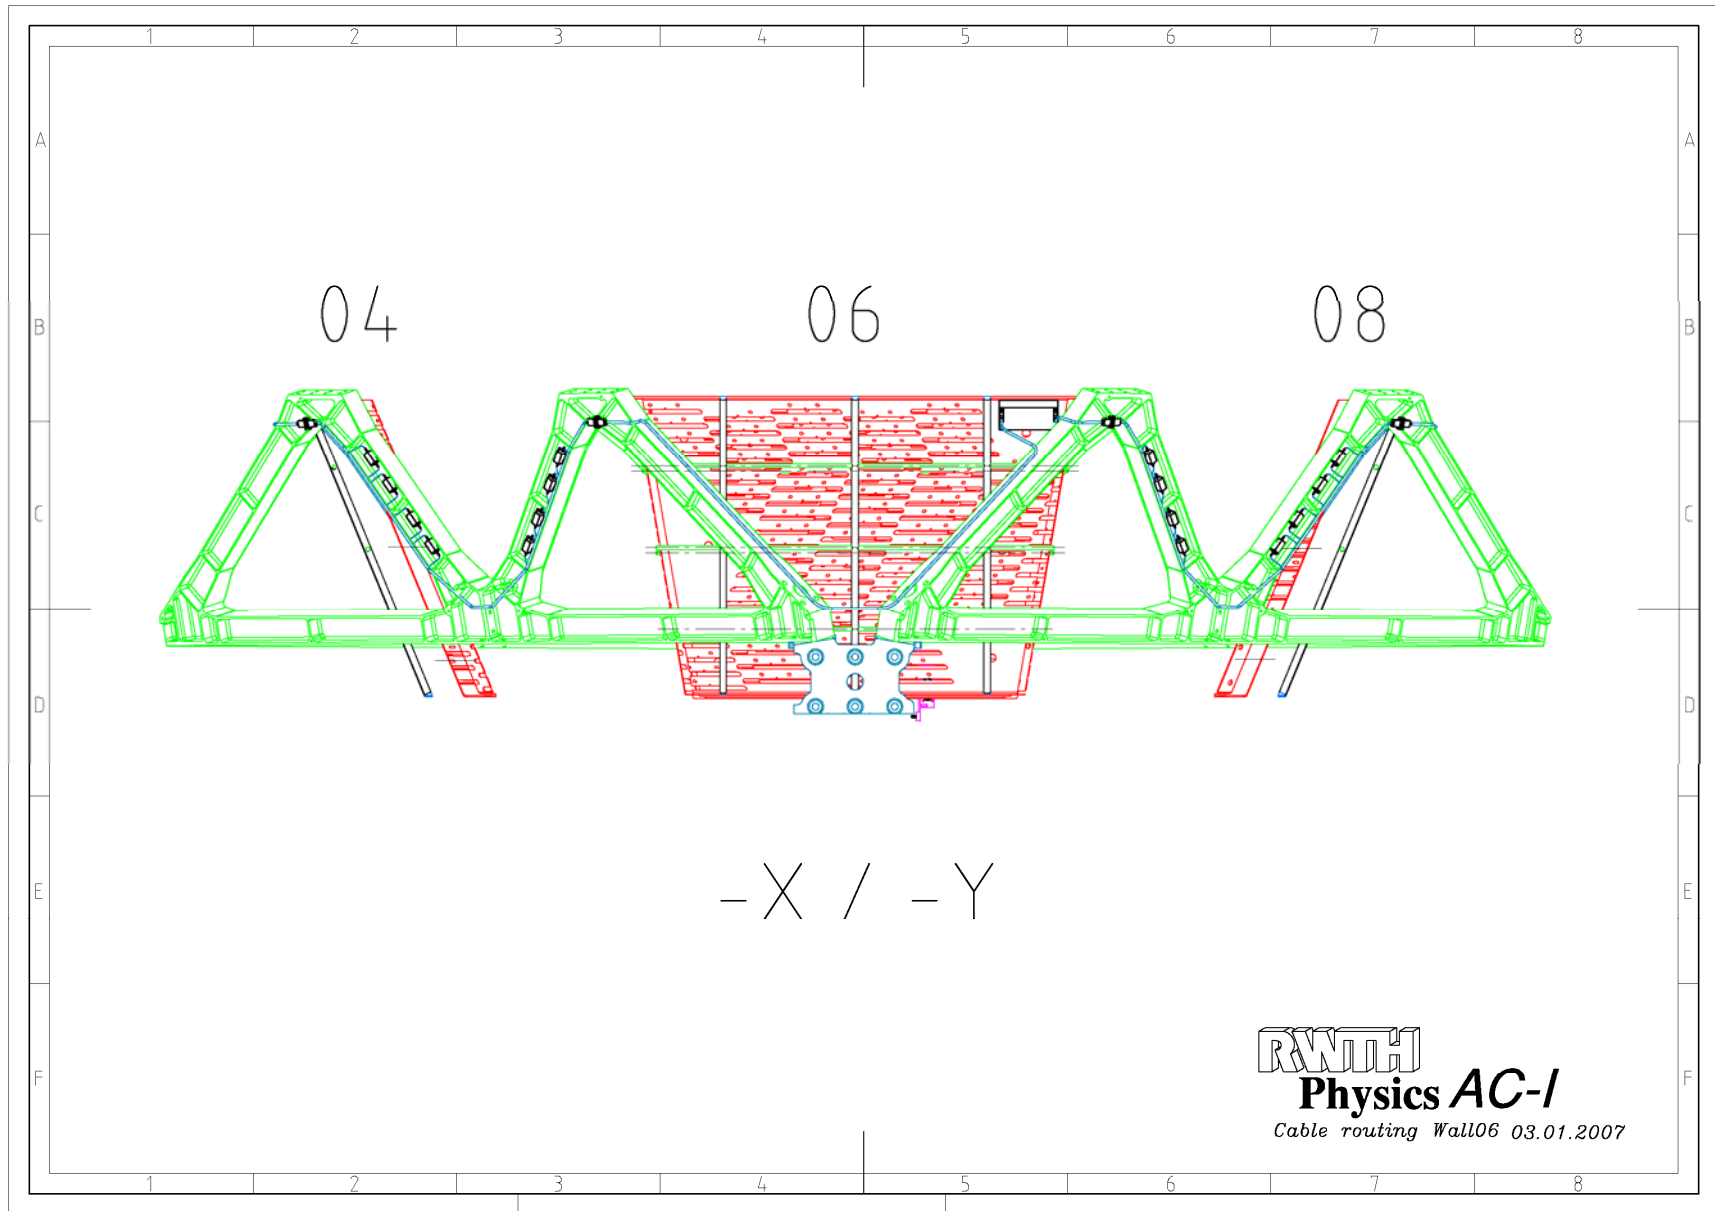 1 2 3 4 5 6 7 8
A A
04 06 08
B B
C C
D D
-X / -Y
E E
RWTH
F F
Physics AC-I
Cable routing Wall06 03.01.2007
1 2 3 4 5 6 7 8